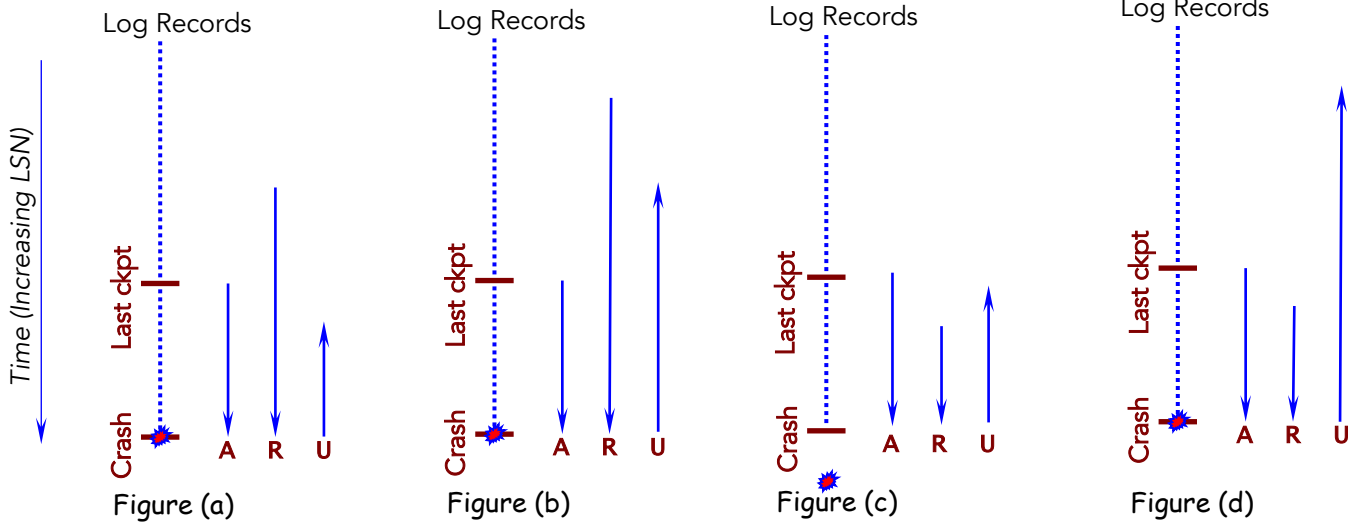 Log Records
Time (Increasing LSN)
Last ckpt
Crash
A R U
Figure (a)
Log Records
Last ckpt
Crash
A R U
Figure (b)
Log Records
Last ckpt
Crash
A R U
Figure (c)
Log Records
Last ckpt
Crash
A R U
Figure (d)